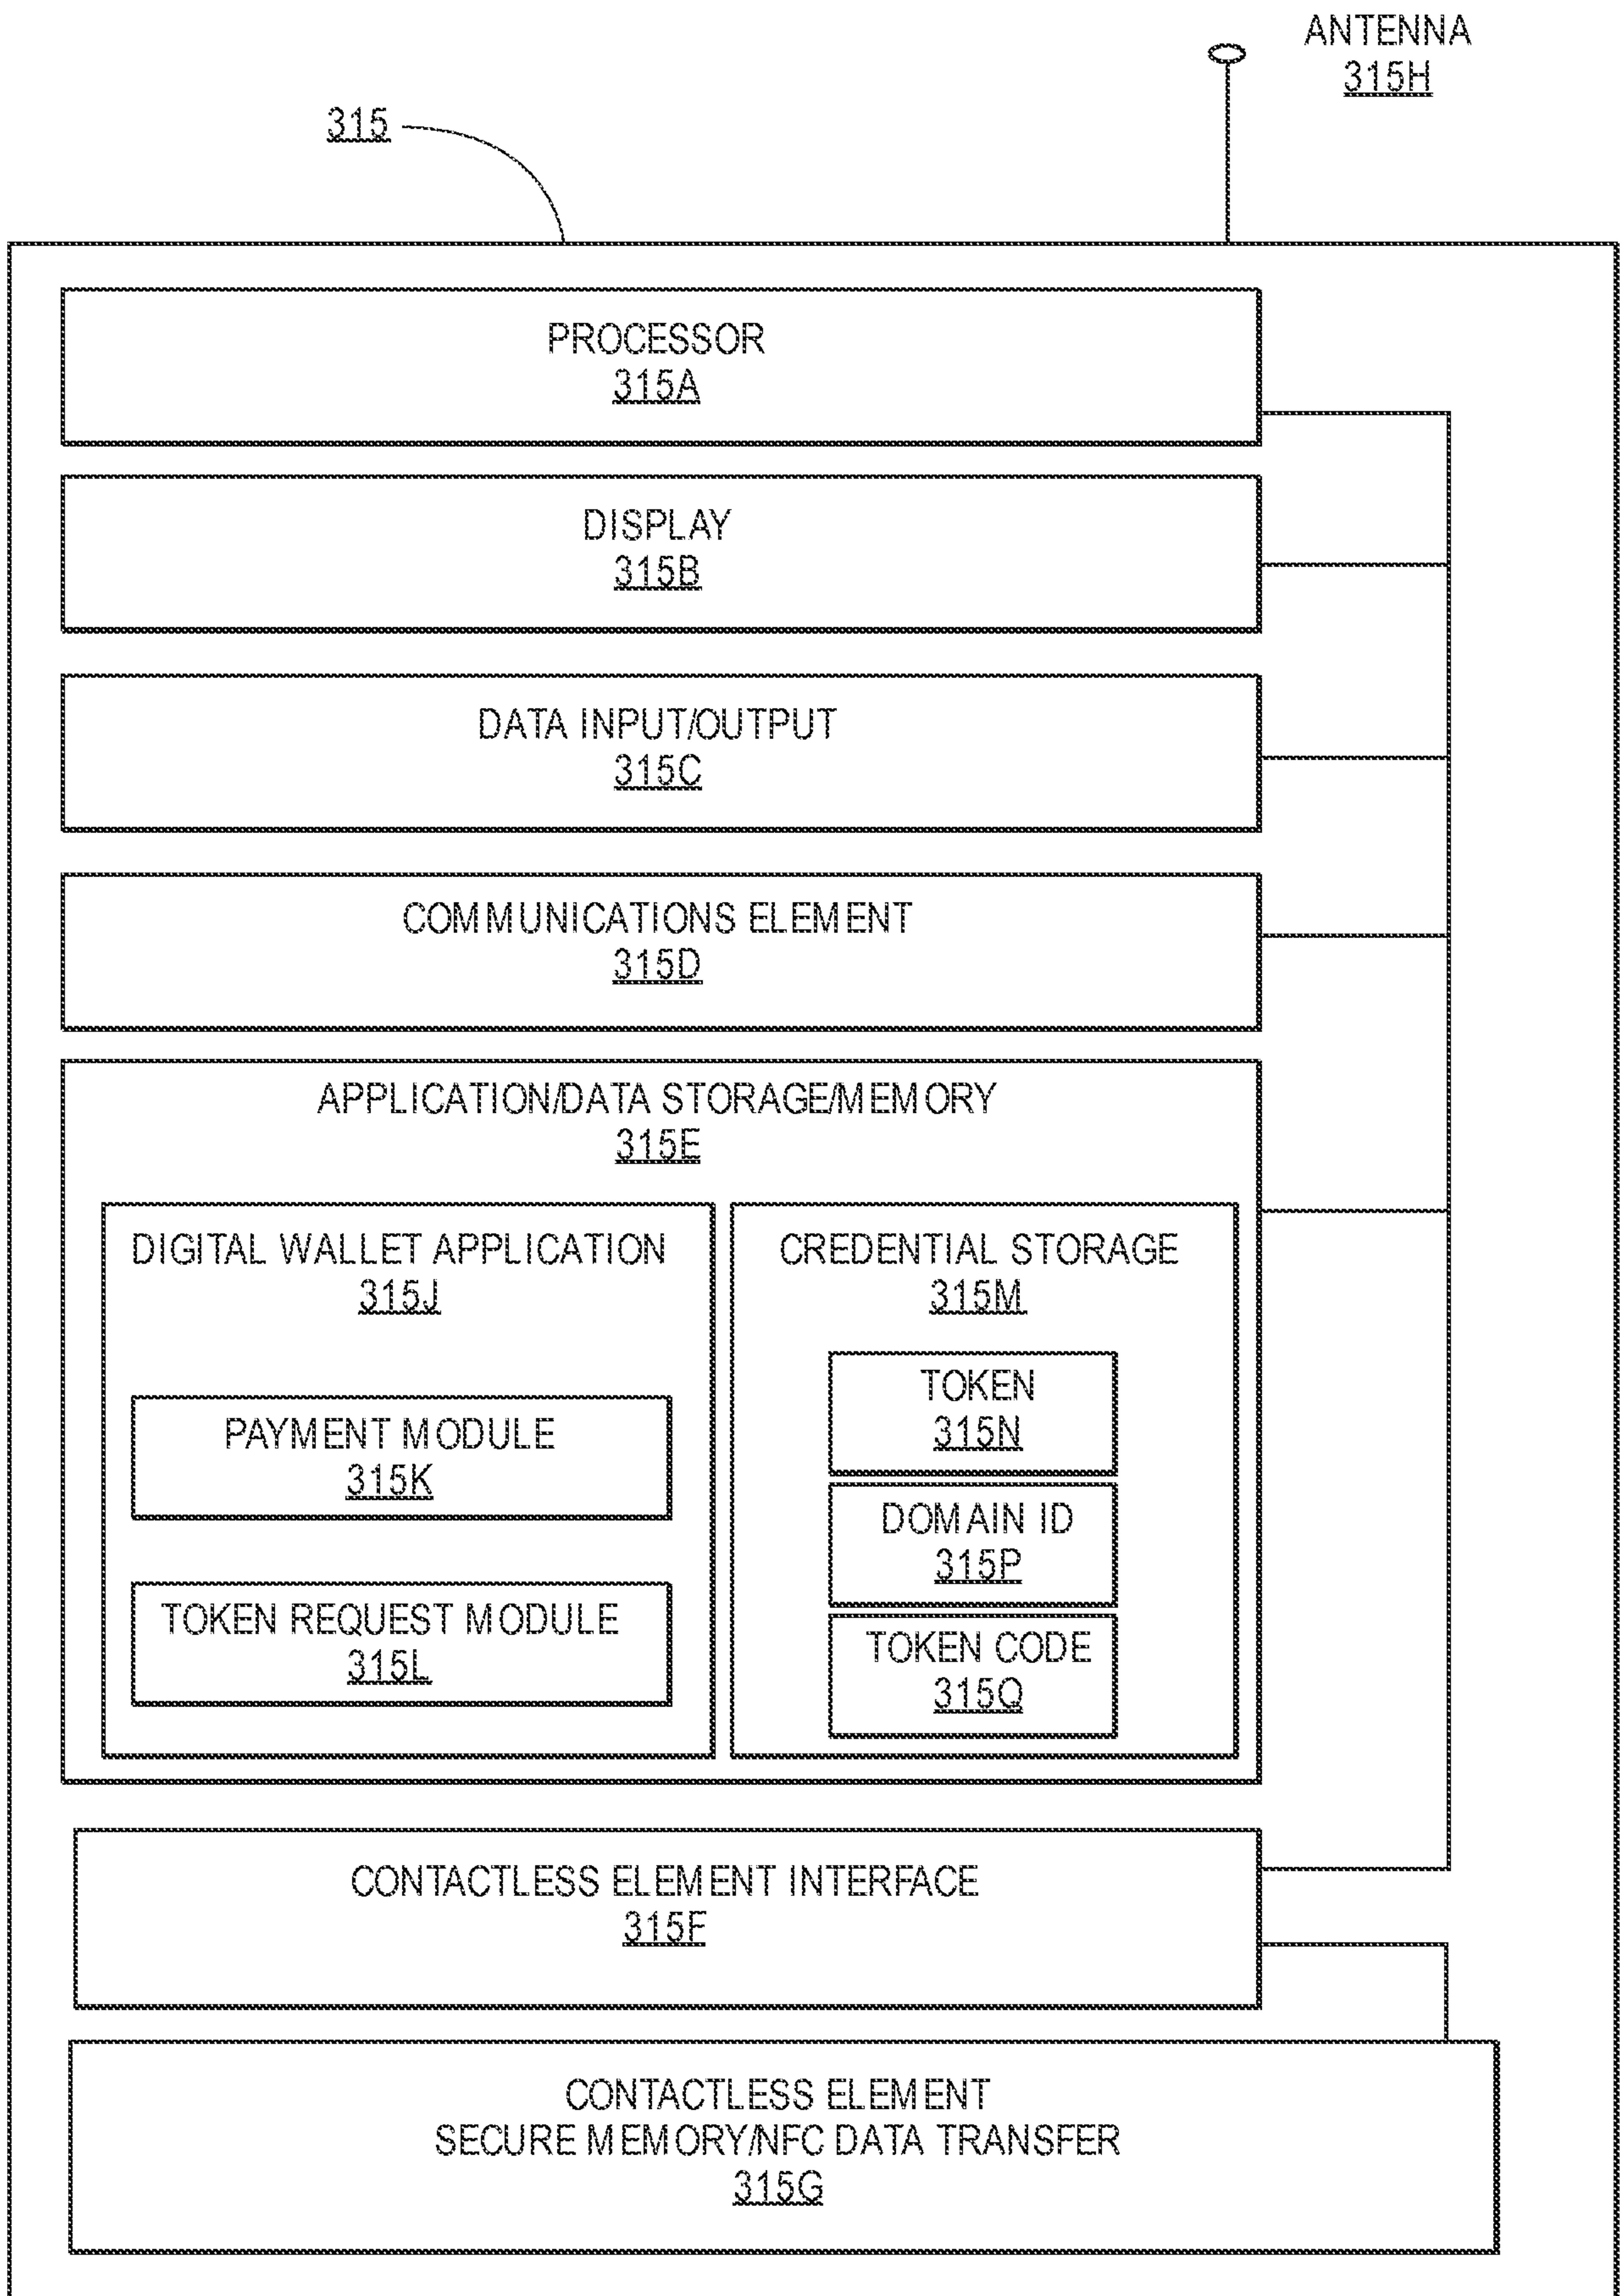 ANTENNA
315H
315
PROCESSOR
315A
DISPLAY
315B
DATA INPUT/OUTPUT
315C
COMMUNICATIONS ELEMENT
315D
APPLICATION/DATA STORAGE/MEMORY
315E
DIGITAL WALLET APPLICATION
315J
PAYMENT MODULE
315K
TOKEN REQUEST MODULE
315L
CREDENTIAL STORAGE
315M
TOKEN
315N
DOMAIN ID
315P
TOKEN CODE
315Q
CONTACTLESS ELEMENT INTERFACE
315F
CONTACTLESS ELEMENT
SECURE MEMORY/NFC DATA TRANSFER
315G